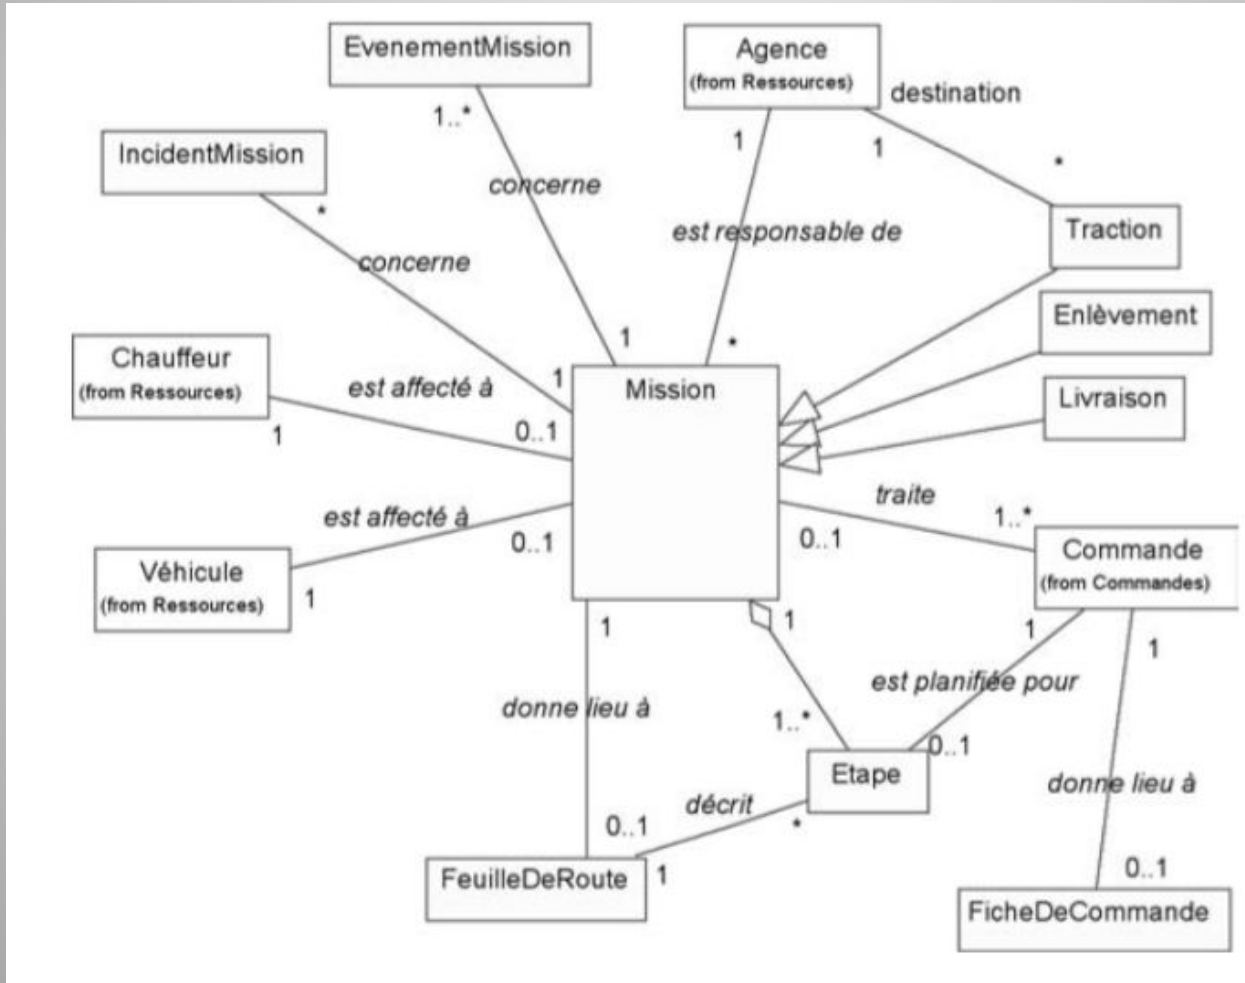 EvenementMission
Agence
(from Ressources)
destination
1..*
1
1
*
IncidentMission
*
concerne
est responsable de
Traction
concerne
Enlèvement
1
*
Chauffeur
(from Ressources)
est affecté à
1
Mission
Livraison
1
0..1
traite
1..*
est affecté à
0..1
0..1
Commande
(from Commandes)
Véhicule
(from Ressources)
1
1
1
1
1
est planifiée pour
donne lieu à
1..*
0..1
Etape
donne lieu à
décrit
*
0..1
1
0..1
FeuilleDeRoute
FicheDeCommande